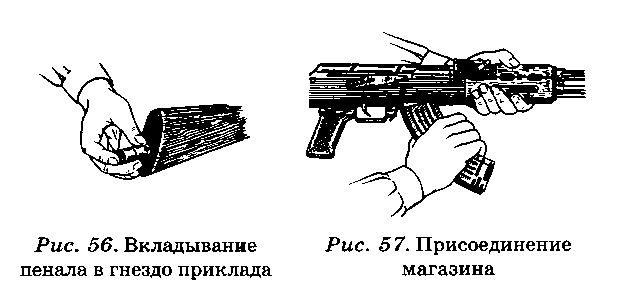 Рис. 56. Вкладывание
пенала в гнездо приклада
Рис. 57. Присоединение
магазина